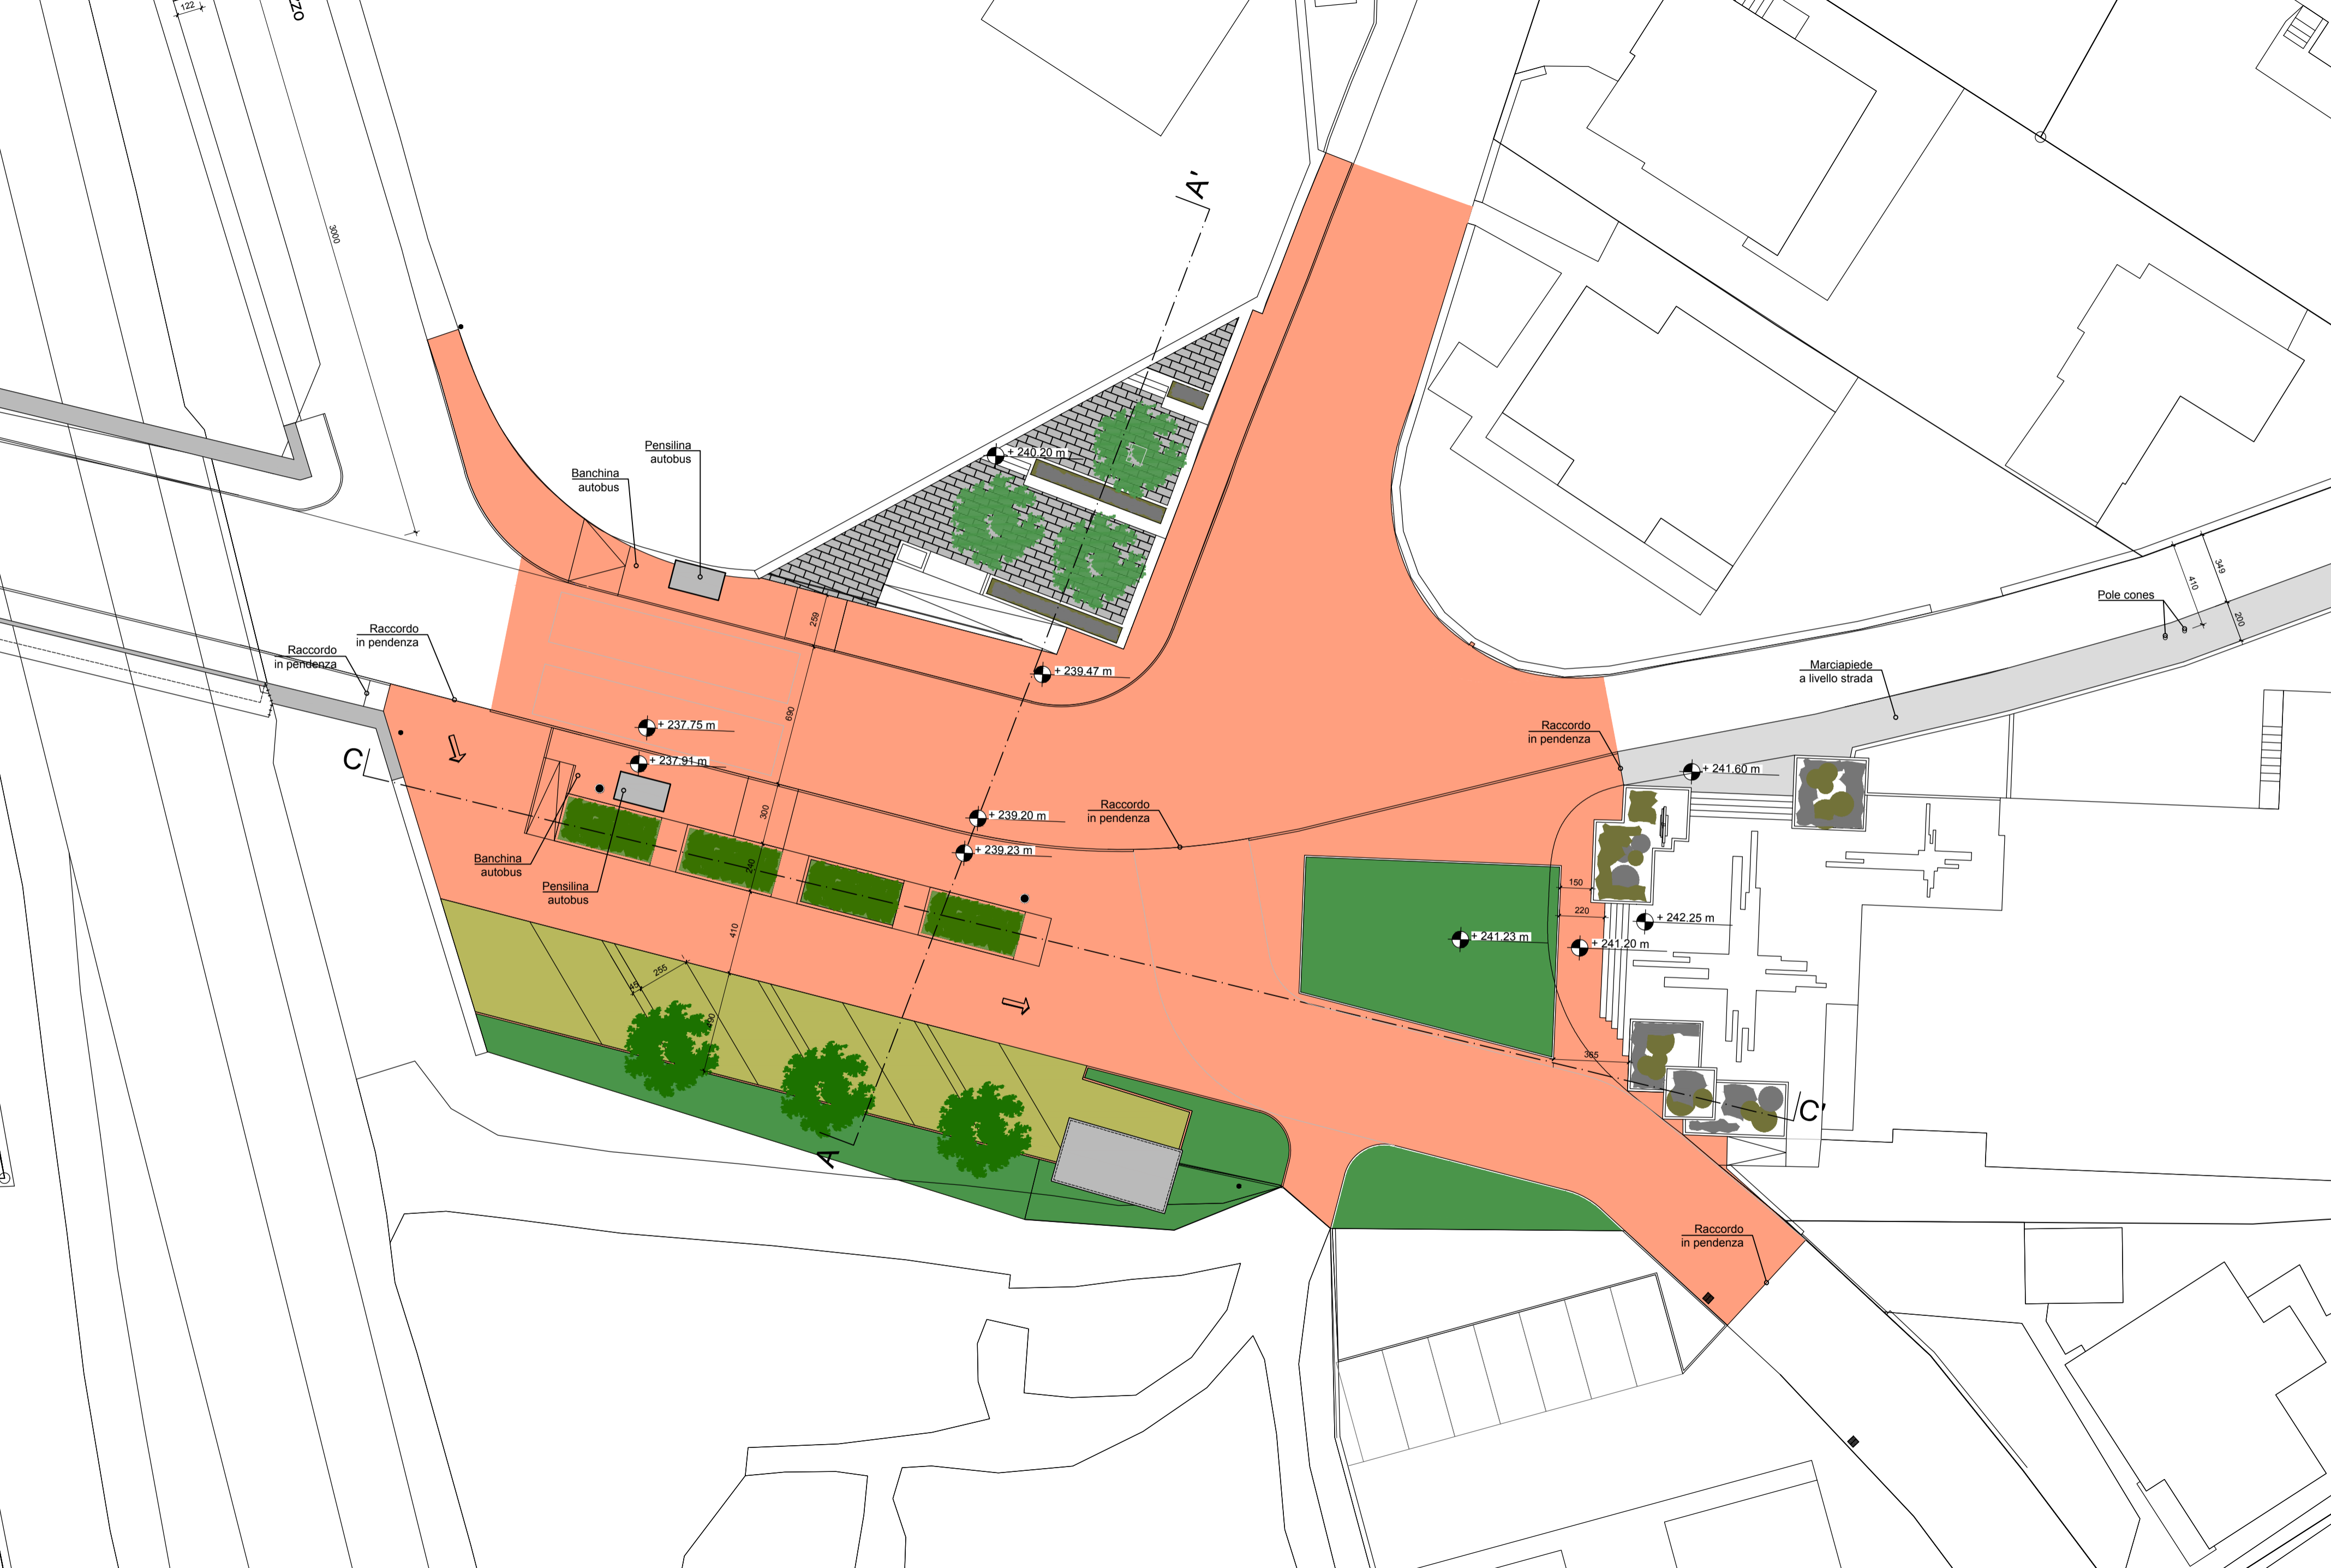 122
zo
3000
A'
Pensilina
autobus
Banchina
autobus
+ 240.20 m
349
410
200
Pole cones
Raccordo
in pendenza
Raccordo
in pendenza
259
+ 239.47 m
Marciapiede
a livello strada
690
+ 237.75 m
Raccordo
in pendenza
C
+ 237.91 m
+ 241.60 m
300
+ 239.20 m
Raccordo
in pendenza
+ 239.23 m
Banchina
autobus
240
Pensilina
autobus
150
220
+ 242.25 m
410
+ 241.23 m
+ 241.20 m
255
45
490
365
C'
A
Raccordo
in pendenza